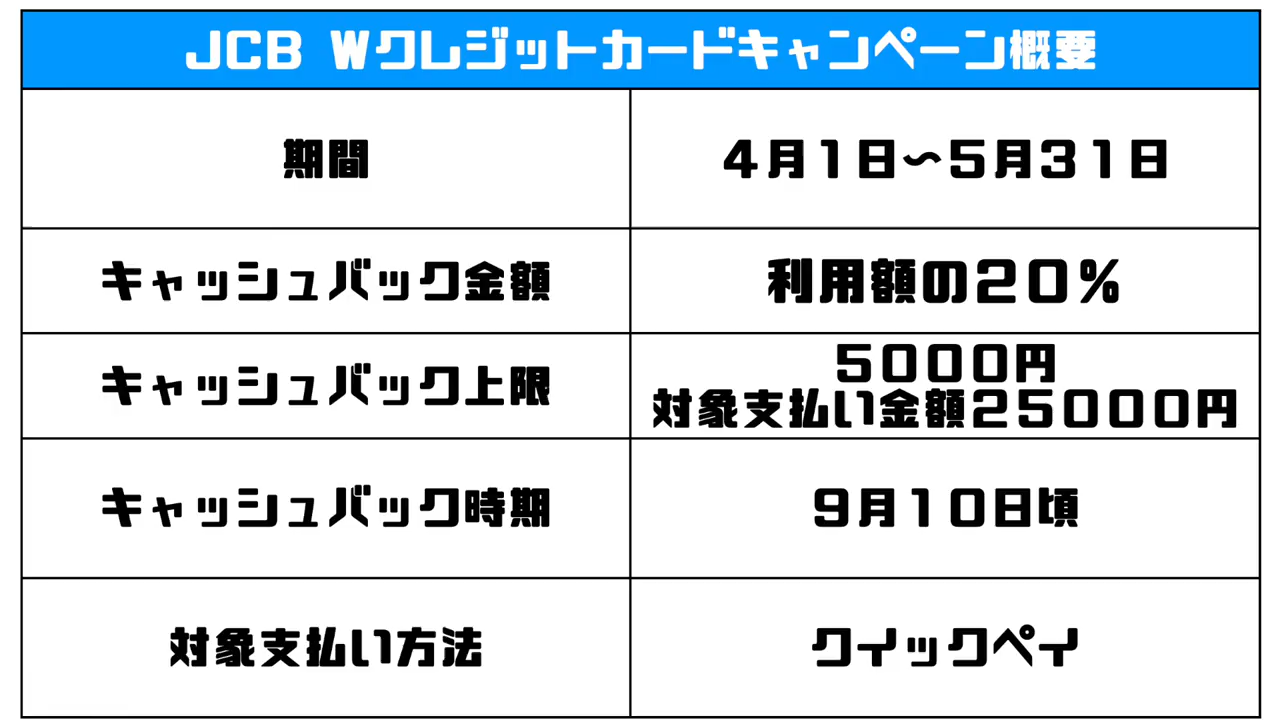 JCB Wクレジットカードキャンペーン概要
期間
４月１日〜５月３１日
キャッシュバック金額
利用額の２０％
キャッシュバック上限
５０００円
対象支払い金額２５０００円
キャッシュバック時期
９月１０日頃
対象支払い方法
クイックペイ